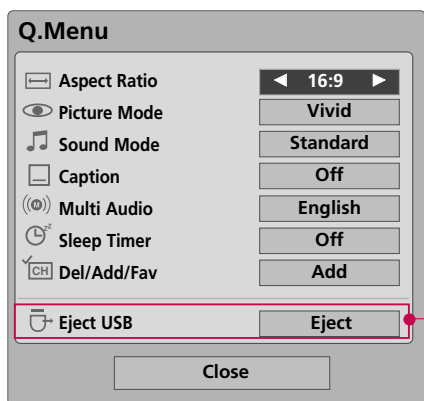 Q.Menu
Aspect Ratio ◀ 16:9 ▶
Picture Mode Vivid
Sound Mode Standard
Caption Off
Multi Audio English
Sleep Timer Off
CH Del/Add/Fav Add
Eject USB Eject
Close